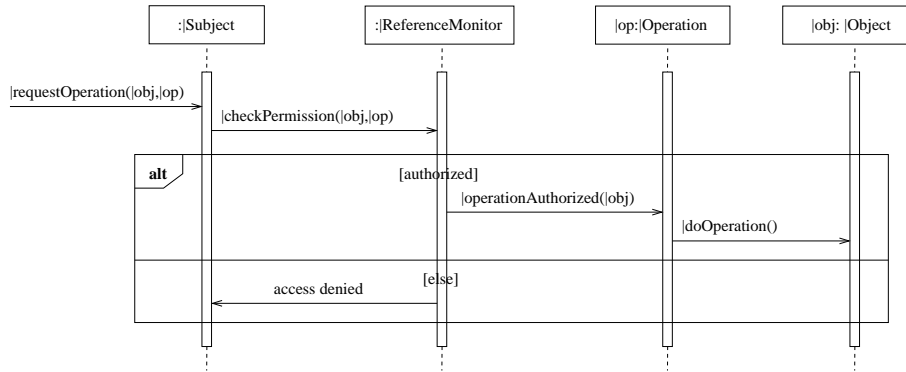 :|Subject
:|ReferenceMonitor
|op:|Operation
|obj: |Object
|requestOperation(|obj,|op)
|checkPermission(|obj,|op)
alt
[authorized]
|operationAuthorized(|obj)
|doOperation()
[else]
access denied